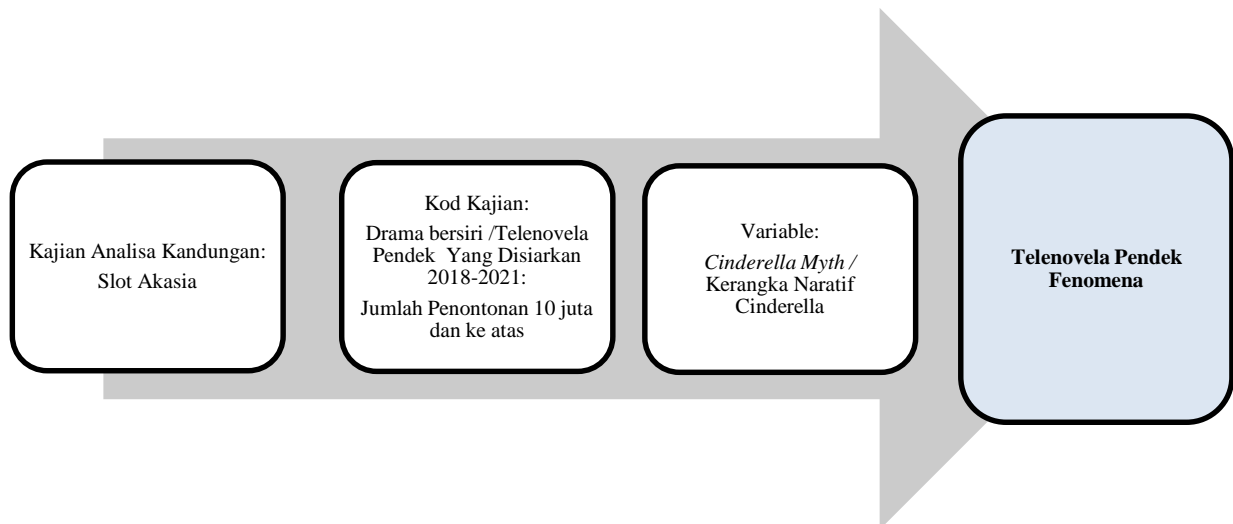 Kajian Analisa Kandungan:
Slot Akasia
Kod Kajian:
Drama bersiri /Telenovela
Pendek Yang Disiarkan
2018-2021:
Jumlah Penontonan 10 juta
dan ke atas
Variable:
Cinderella Myth /
Kerangka Naratif
Cinderella
Telenovela Pendek
Fenomena